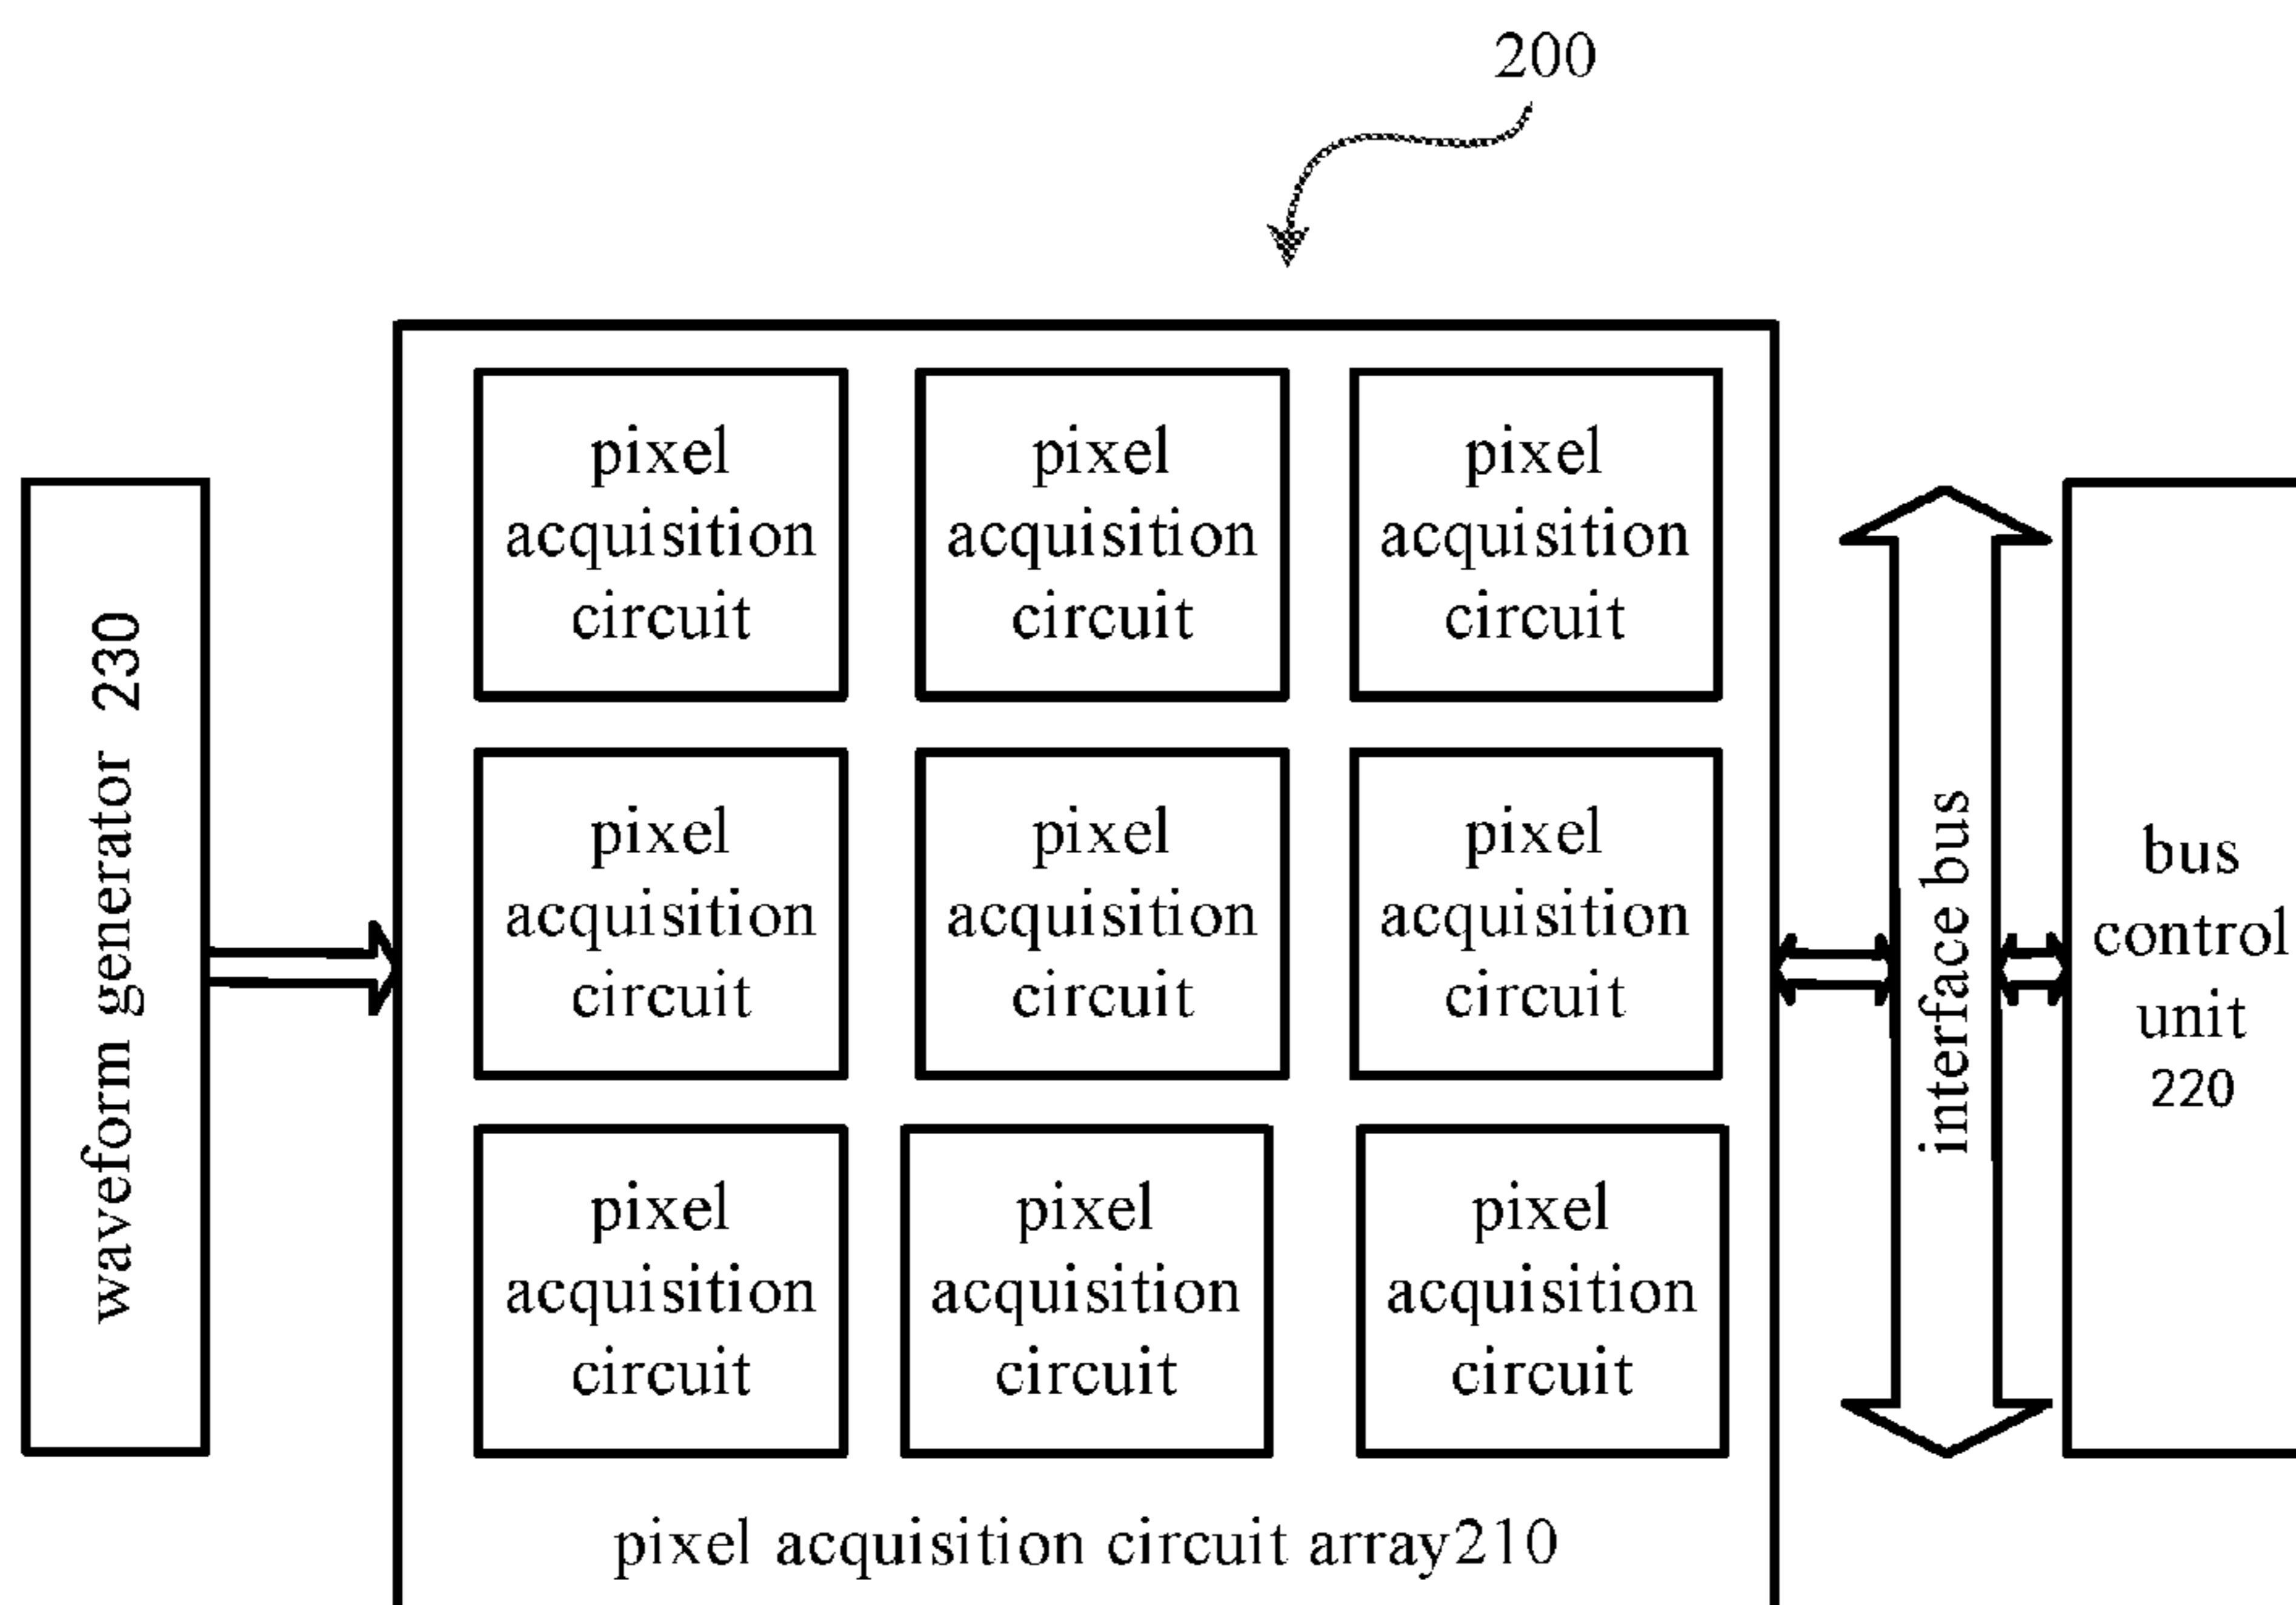 200
waveform generator 230
pixel
acquisition
circuit
pixel
acquisition
circuit
pixel
acquisition
circuit
pixel
acquisition
circuit
pixel
acquisition
circuit
pixel
acquisition
circuit
pixel
acquisition
circuit
pixel
acquisition
circuit
pixel
acquisition
circuit
pixel acquisition circuit array210
interface bus
bus
control
unit
220